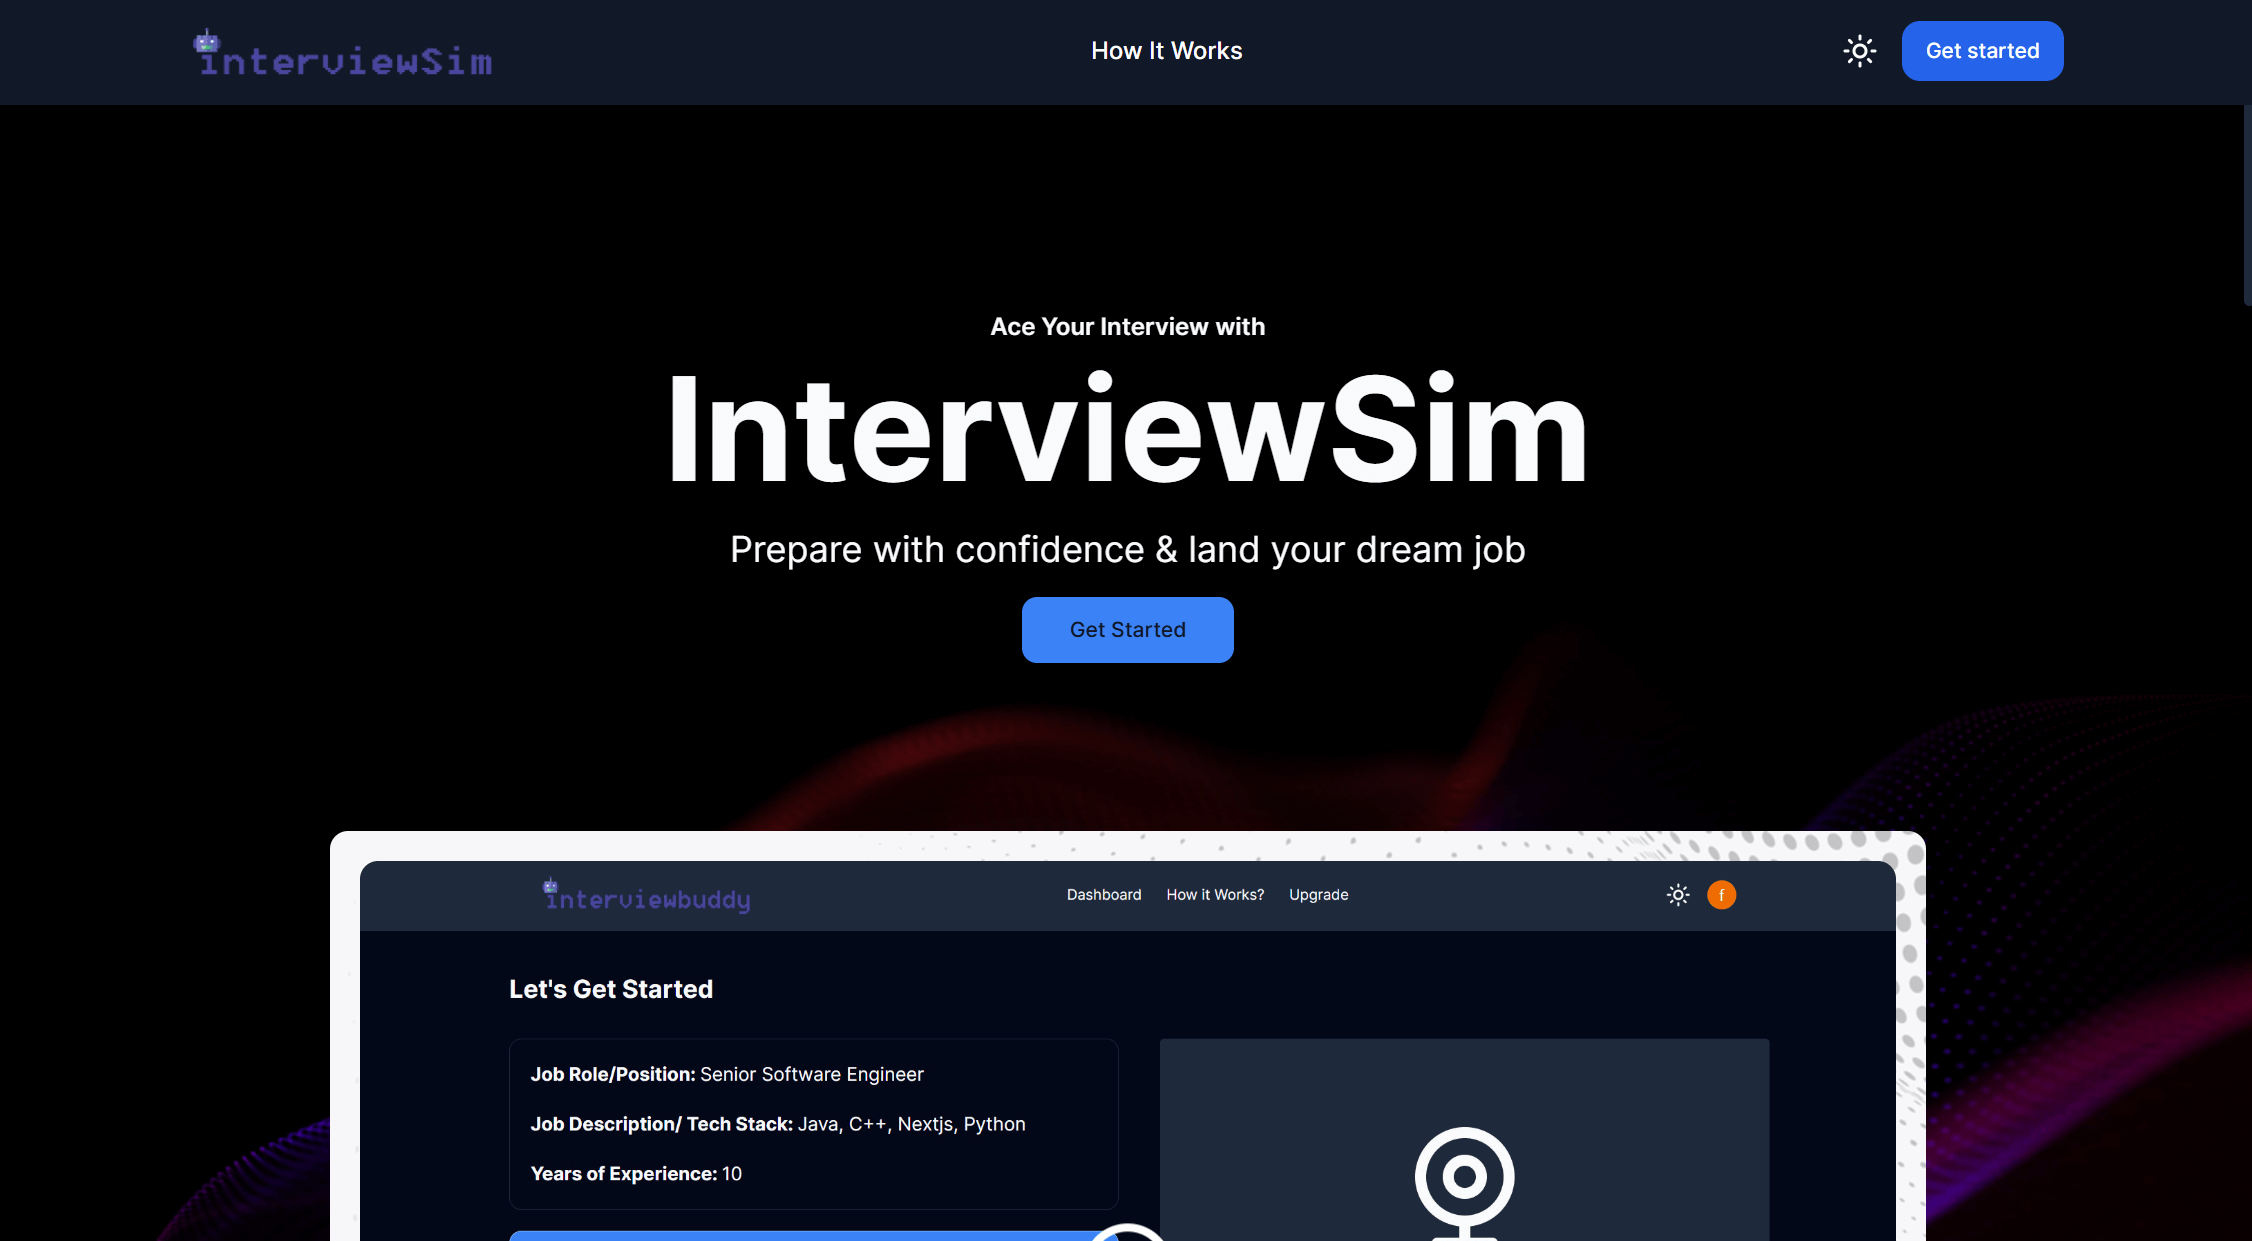 interviewSim
How It Works
Get started
Ace Your Interview with
InterviewSim
Prepare with confidence & land your dream job
Get Started
interviewbuddy
Dashboard
How it Works?
Upgrade
f
Let's Get Started
Job Role/Position: Senior Software Engineer
Job Description/ Tech Stack: Java, C++, Nextjs, Python
Years of Experience: 10